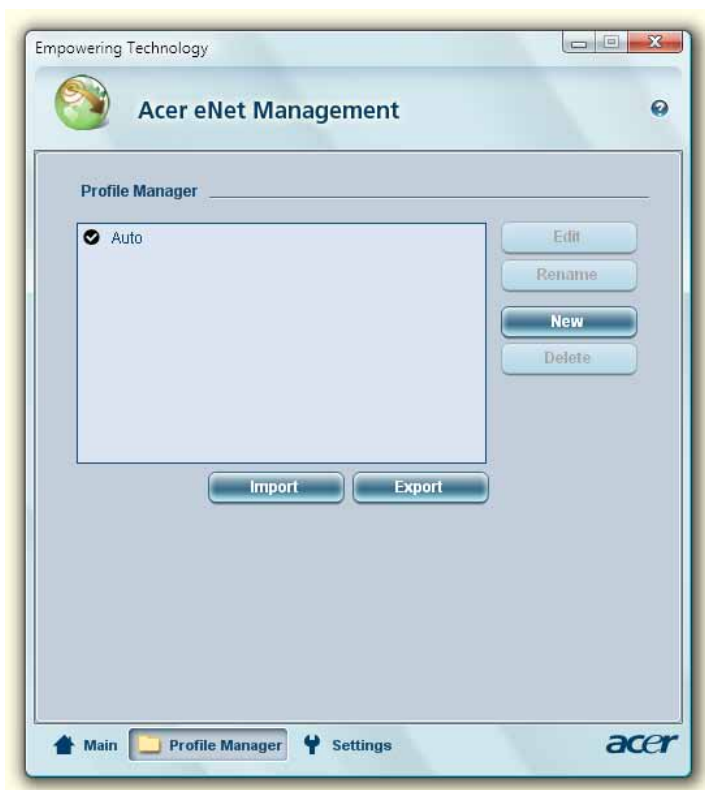 Empowering Technology
Acer eNet Management
Profile Manager
Auto
Edit
Rename
New
Delete
Import Export
Main Profile Manager Settings acer